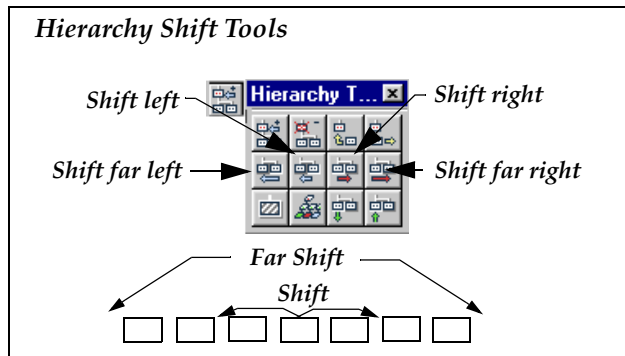 Hierarchy Shift Tools
Hierarchy T...
Shift left
Shift right
Shift far left
Shift far right
Far Shift
Shift